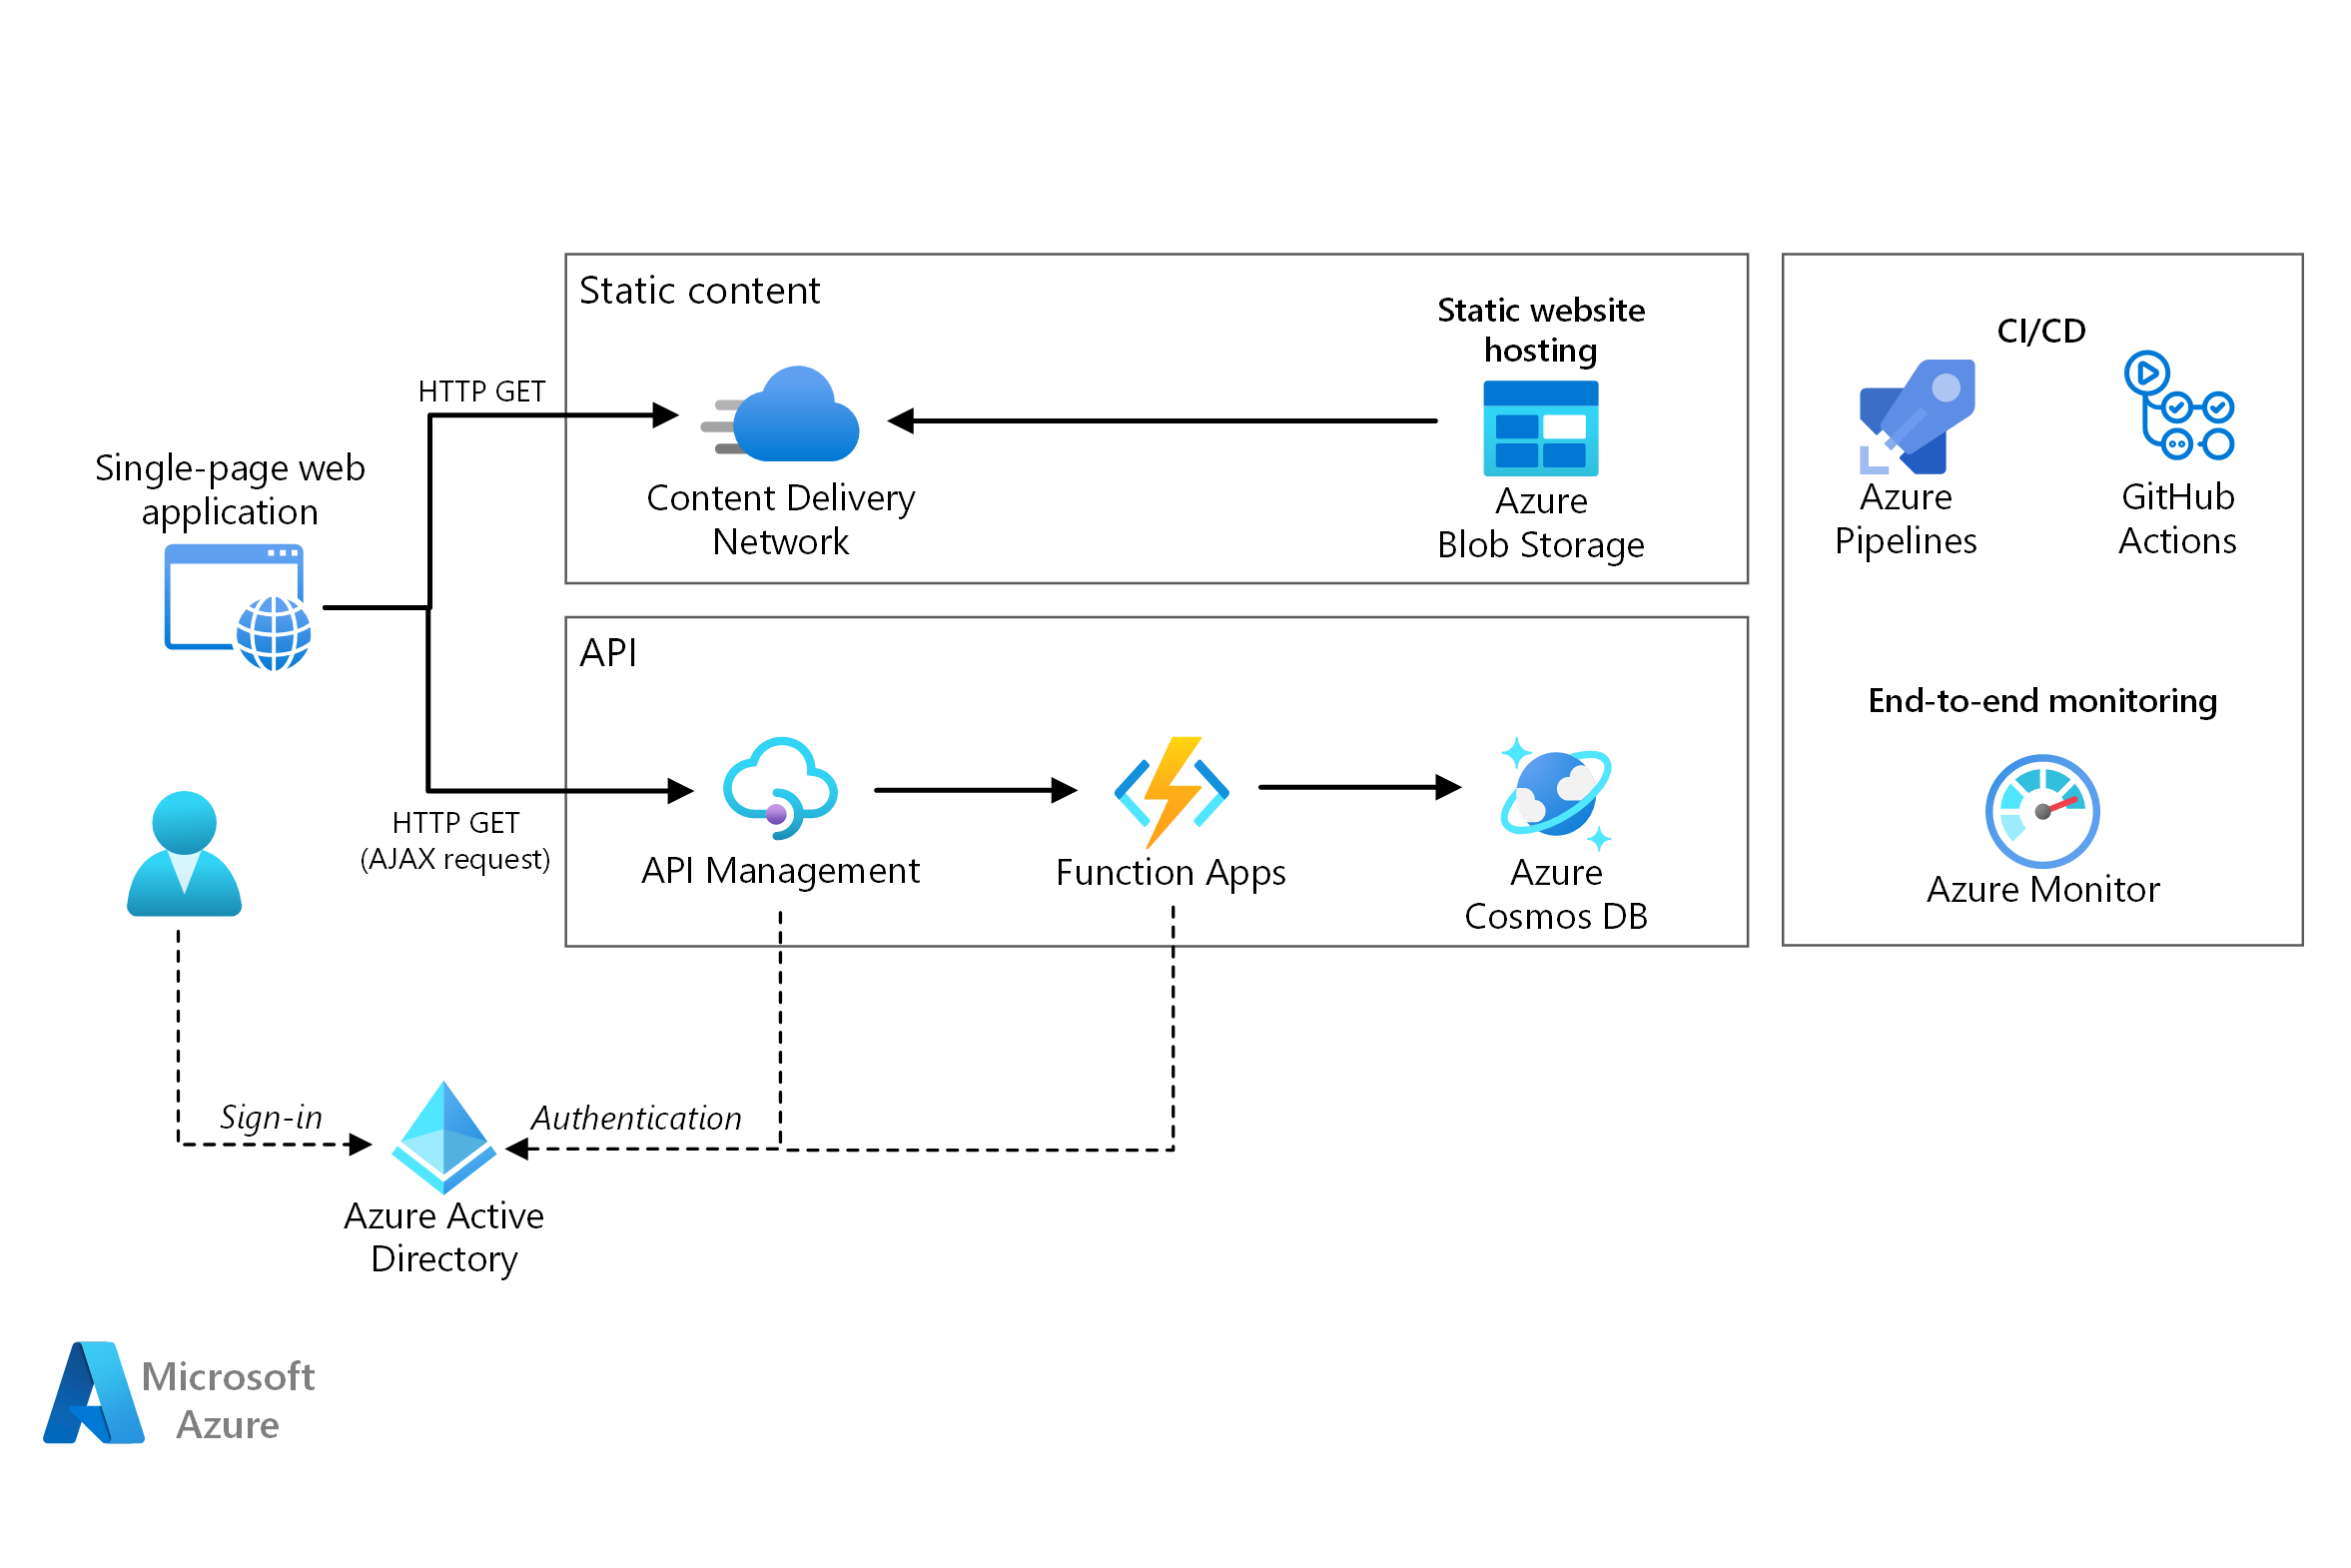 Static content
Static website
hosting
CI/CD
HTTP GET
Single-page web
application
Content Delivery
Network
Azure
Blob Storage
Azure
Pipelines
GitHub
Actions
API
End-to-end monitoring
HTTP GET
(AJAX request)
API Management
Function Apps
Azure
Cosmos DB
Azure Monitor
Sign-in
Authentication
Azure Active
Directory
Microsoft
Azure